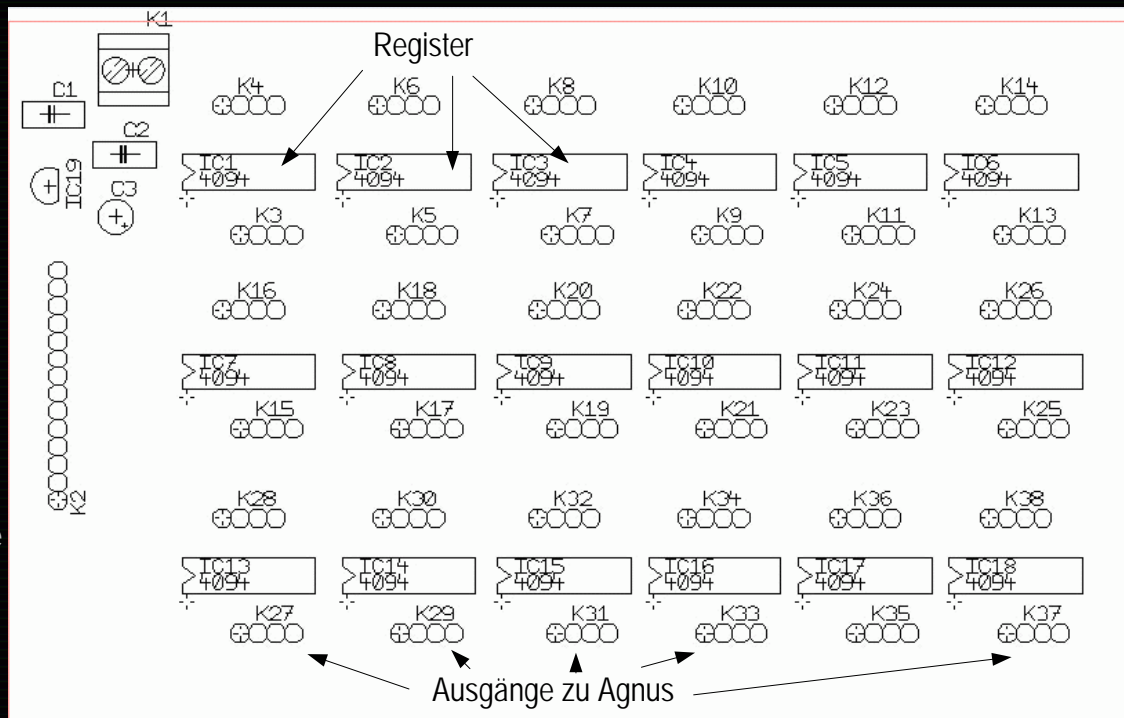 K1
Register
C1
K4 K6 K8 K10 K12 K14
C2
IC1 IC2 IC3 IC4 IC5 IC6
4094 4094 4094 4094 4094 4094
IC19
C3
K3 K5 K7 K9 K11 K13
K16 K18 K20 K22 K24 K26
IC7 IC8 IC9 IC10 IC11 IC12
4094 4094 4094 4094 4094 4094
K15 K17 K19 K21 K23 K25
K2
K28 K30 K32 K34 K36 K38
IC13 IC14 IC15 IC16 IC17 IC18
4094 4094 4094 4094 4094 4094
K27 K29 K31 K33 K35 K37
Ausgänge zu Agnus